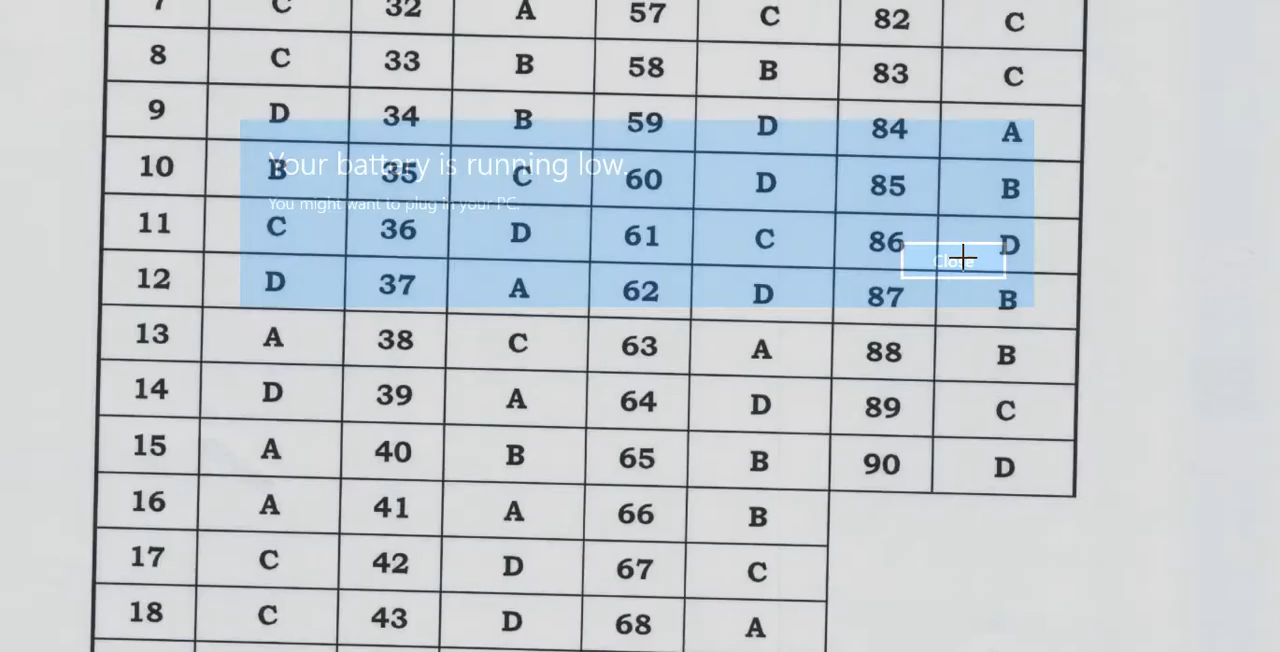 7 C 32 A 57 C 82 C
8 C 33 B 58 B 83 C
9 D 34 B 59 D 84 A
10 B 35 C 60 D 85 B
11 C 36 D 61 C 86 D
12 D 37 A 62 D 87 B
13 A 38 C 63 A 88 B
14 D 39 A 64 D 89 C
15 A 40 B 65 B 90 D
16 A 41 A 66 B
17 C 42 D 67 C
18 C 43 D 68 A
Your battery is running low.
You might want to plug in your PC.
Close